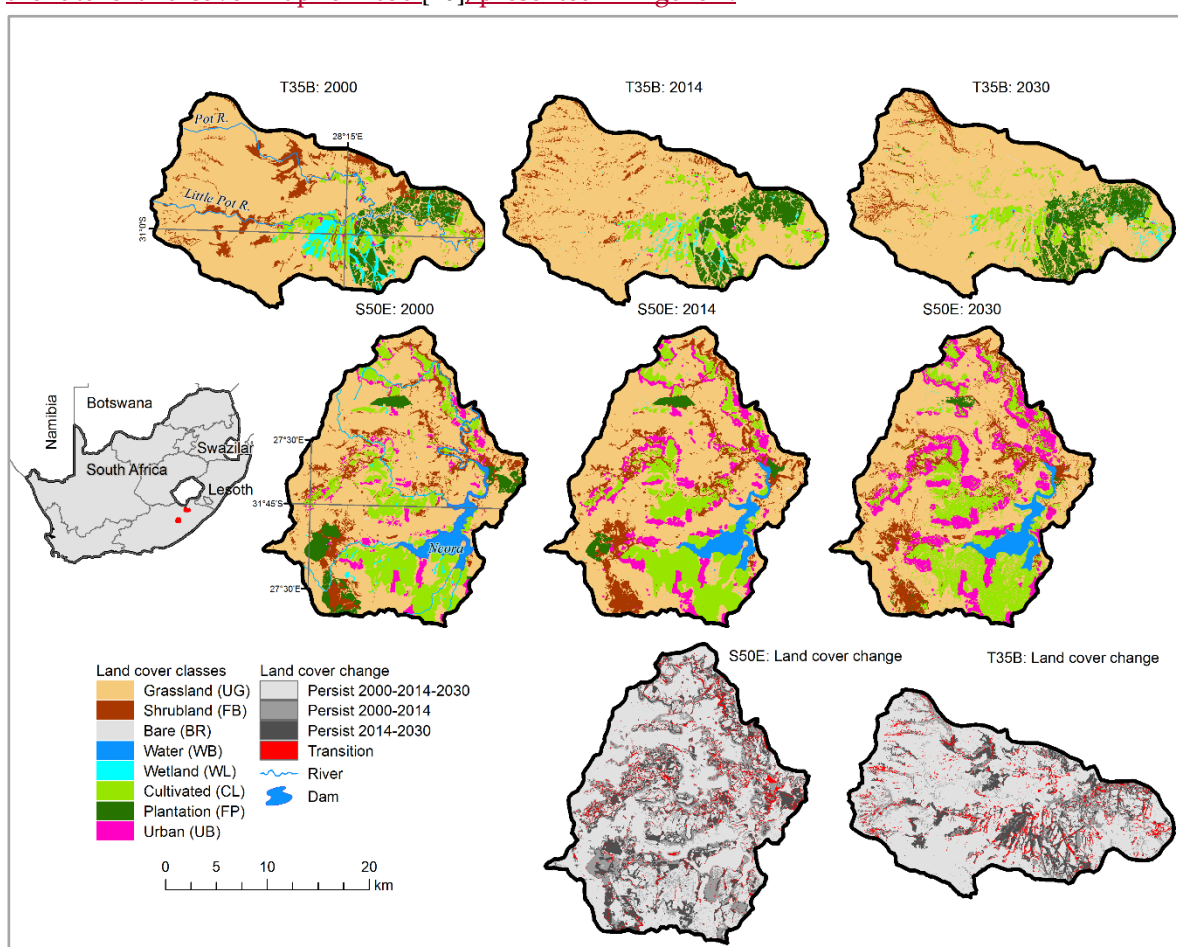 [40]
T35B: 2000
T35B: 2014
T35B: 2030
Pot R.
28°15'E
Little Pot R.
31°0'S
S50E: 2000
S50E: 2014
S50E: 2030
Namibia
Botswana
South Africa
Swazilar
Lesoth
27°30'E
31°45'S
Ncora
27°30'E
S50E: Land cover change
T35B: Land cover change
Land cover classes
Grassland (UG)
Shrubland (FB)
Bare (BR)
Water (WB)
Wetland (WL)
Cultivated (CL)
Plantation (FP)
Urban (UB)
Land cover change
Persist 2000-2014-2030
Persist 2000-2014
Persist 2014-2030
Transition
River
Dam
0 5 10 20
km